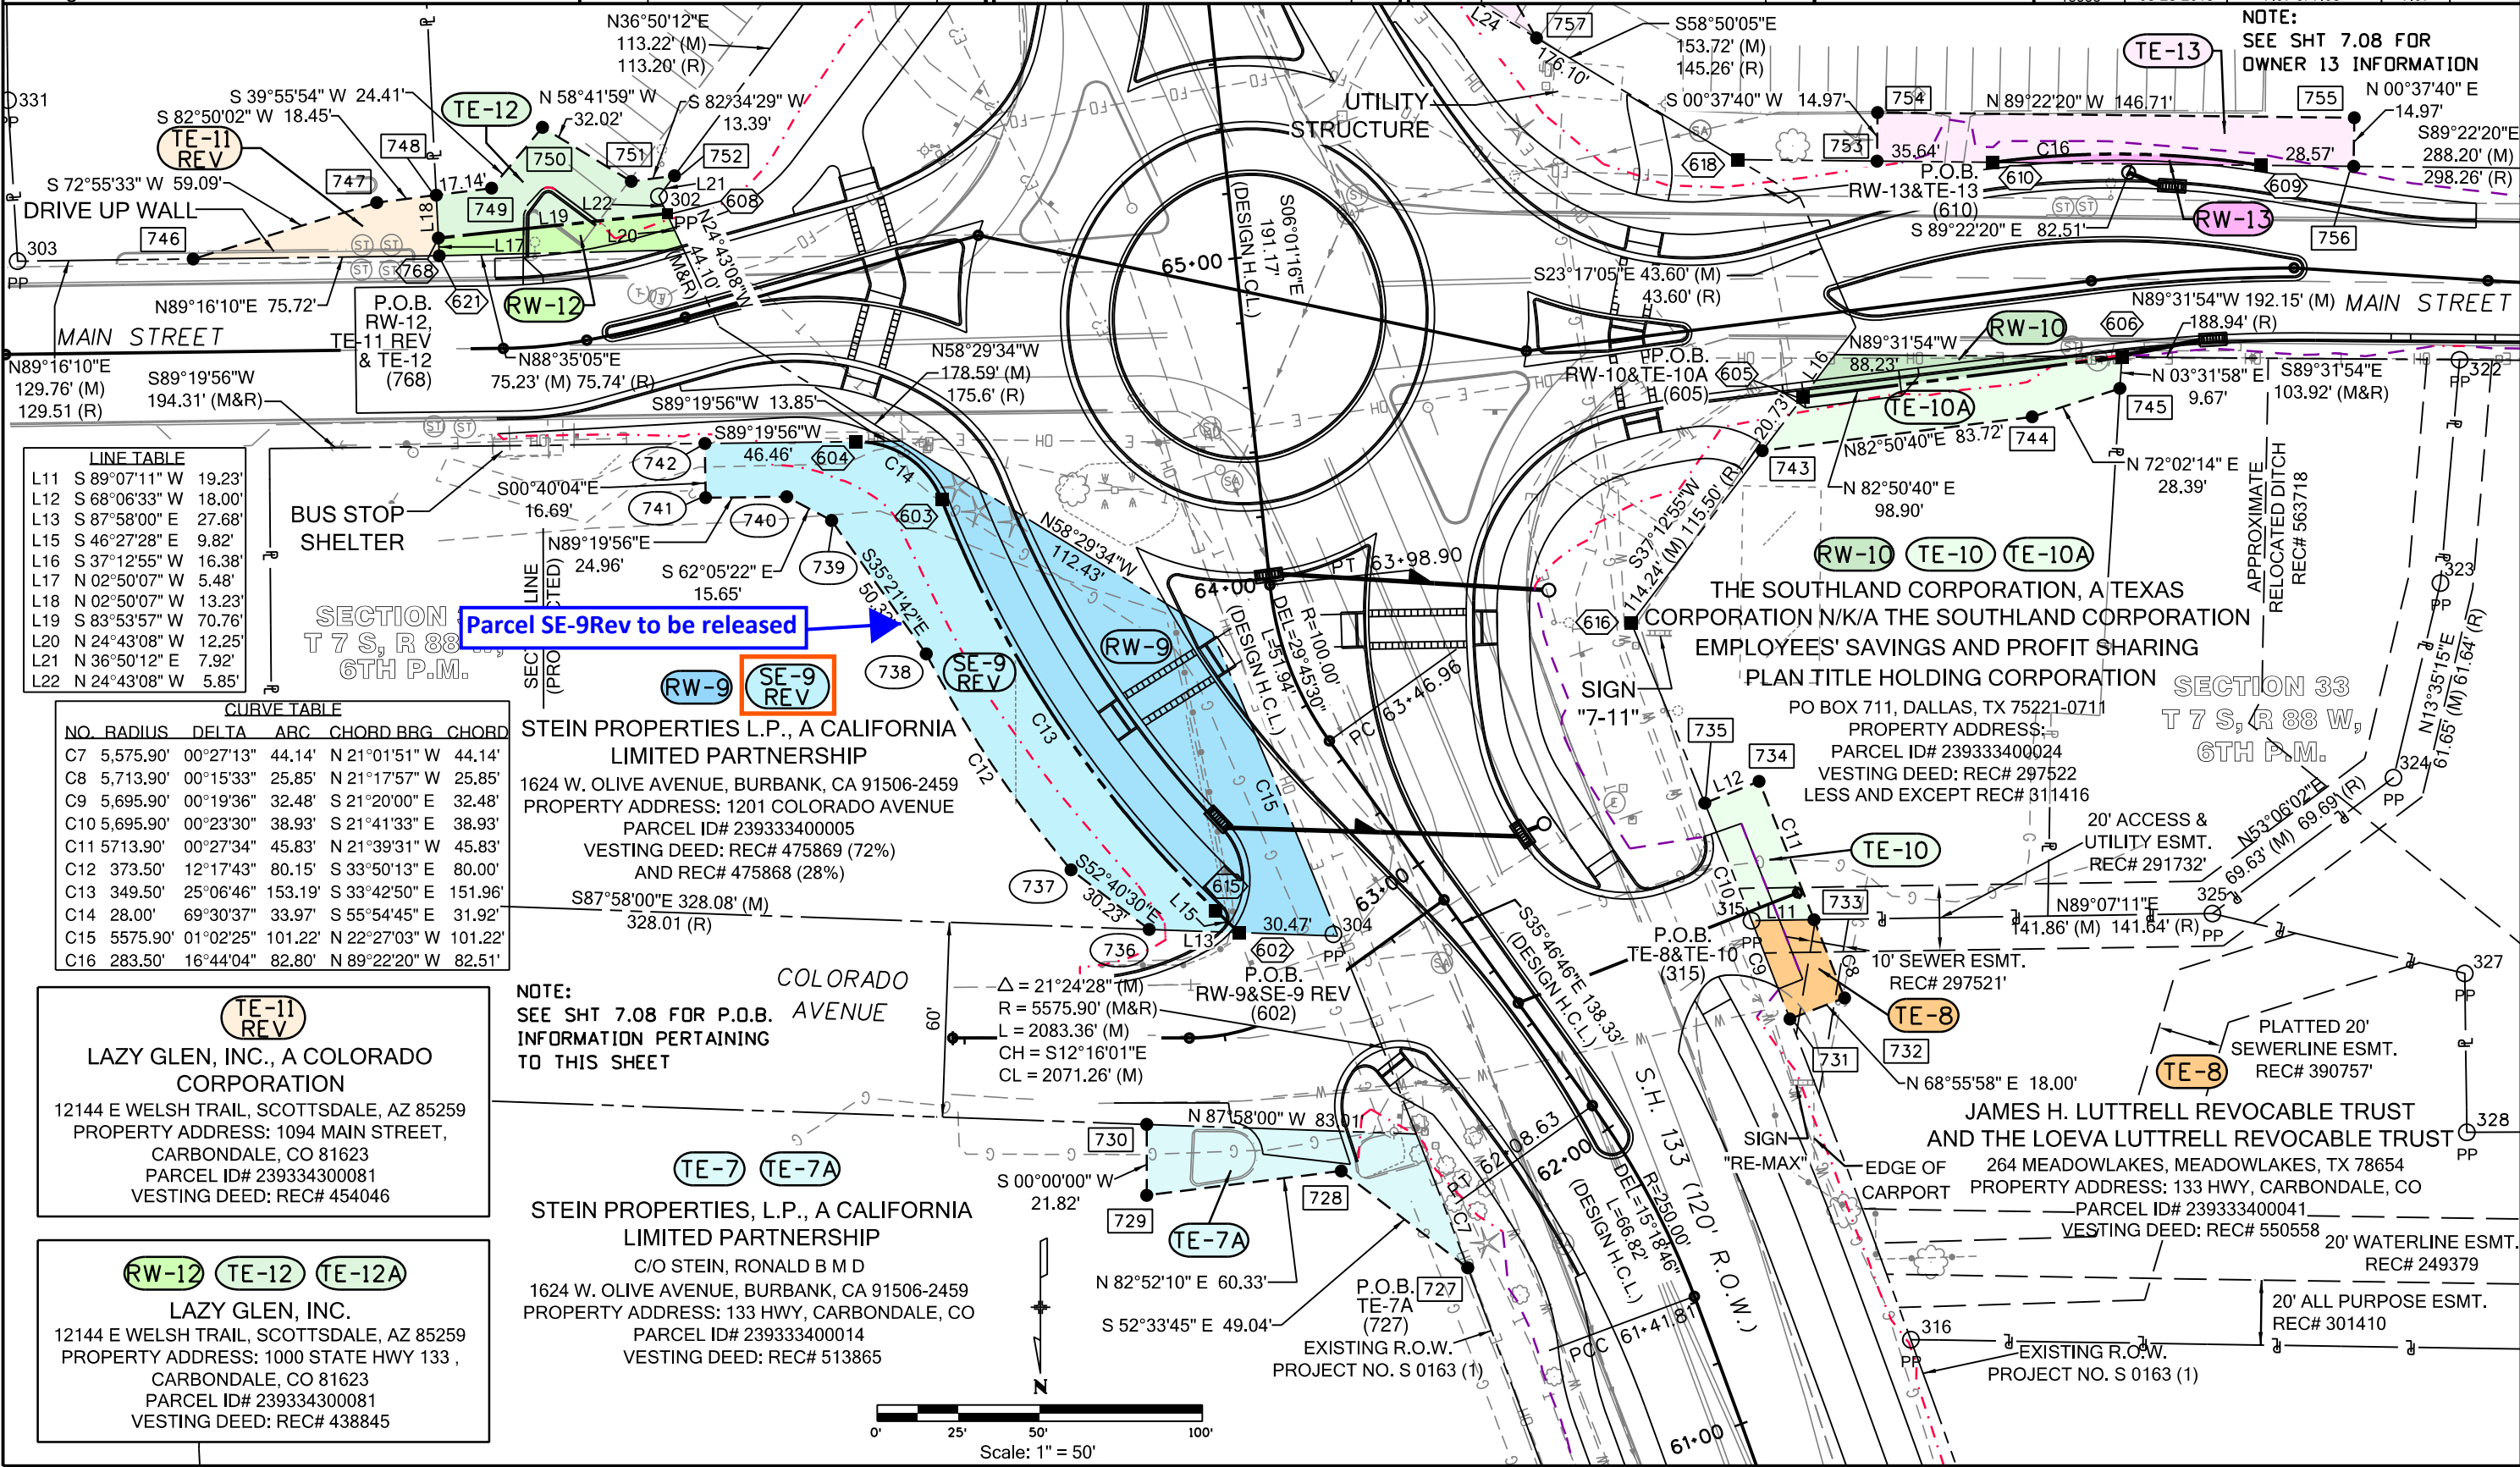 N36°50'12"E
113.22' (M)
113.20' (R)
S 39°55'54" W 24.41'
S 82°50'02" W 18.45'
TE-12
N 58°41'59" W
32.02'
S 82°34'29" W
13.39'
331
PP
TE-11
REV
748
750
751
752
747
17.14'
L21
302
608
S 72°55'33" W 59.09'
DRIVE UP WALL
749
L18
L19
L22
L20
PP
746
303
PP
L17
ST ST
ST ST
768
621
N24°43'08"W
44.10'
(M&R)
N89°16'10"E 75.72'
P.O.B.
RW-12,
TE-11 REV
& TE-12
(768)
RW-12
MAIN STREET
N89°16'10"E
129.76' (M)
129.51 (R)
S89°19'56"W
194.31' (M&R)
N88°35'05"E
75.23' (M) 75.74' (R)
S89°19'56"W 13.85'
N58°29'34"W
178.59' (M)
175.6' (R)
65+00
(DESIGN H.C.L.)
191.17'
S06°01'16"E
L24
757
176.10'
S58°50'05"E
153.72' (M)
145.26' (R)
UTILITY
STRUCTURE
TE-13
NOTE:
SEE SHT 7.08 FOR
OWNER 13 INFORMATION
S 00°37'40" W 14.97'
754
N 89°22'20" W 146.71'
755
N 00°37'40" E
14.97'
S89°22'20"E
288.20' (M)
298.26' (R)
618
753
35.64'
C16
28.57'
P.O.B.
RW-13&TE-13
(610)
610
609
RW-13
S 89°22'20" E 82.51'
756
S23°17'05"E 43.60' (M)
43.60' (R)
N89°31'54"W 192.15' (M)
188.94' (R)
MAIN STREET
RW-10
606
N89°31'54"W
88.23'
L16
P.O.B.
RW-10&TE-10A
(605)
605
TE-10A
N 03°31'58" E
9.67'
S89°31'54"E
103.92' (M&R)
322
PP
745
20.73'
N82°50'40"E 83.72'
744
743
N 72°02'14" E
28.39'
N 82°50'40" E
98.90'
LINE TABLE
L11 S 89°07'11" W 19.23'
L12 S 68°06'33" W 18.00'
L13 S 87°58'00" E 27.68'
L15 S 46°27'28" E 9.82'
L16 S 37°12'55" W 16.38'
L17 N 02°50'07" W 5.48'
L18 N 02°50'07" W 13.23'
L19 S 83°53'57" W 70.76'
L20 N 24°43'08" W 12.25'
L21 N 36°50'12" E 7.92'
L22 N 24°43'08" W 5.85'
S89°19'56"W
46.46'
604
C14
742
S00°40'04"E
16.69'
741
740
603
BUS STOP
SHELTER
N89°19'56"E
24.96'
S 62°05'22" E
15.65'
739
S35°21'42"E
N58°29'34"W
112.43'
SECTION
T 7 S, R 88 W,
6TH P.M.
Parcel SE-9Rev to be released
738
SE-9
REV
RW-9
SE-9
REV
RW-9
STEIN PROPERTIES L.P., A CALIFORNIA
LIMITED PARTNERSHIP
1624 W. OLIVE AVENUE, BURBANK, CA 91506-2459
PROPERTY ADDRESS: 1201 COLORADO AVENUE
PARCEL ID# 239333400005
VESTING DEED: REC# 475869 (72%)
AND REC# 475868 (28%)
C12
C13
C15
CURVE TABLE
NO. RADIUS DELTA ARC CHORD BRG CHORD
C7 5,575.90' 00°27'13" 44.14' N 21°01'51" W 44.14'
C8 5,713.90' 00°15'33" 25.85' N 21°17'57" W 25.85'
C9 5,695.90' 00°19'36" 32.48' S 21°20'00" E 32.48'
C10 5,695.90' 00°23'30" 38.93' S 21°41'33" E 38.93'
C11 5713.90' 00°27'34" 45.83' N 21°39'31" W 45.83'
C12 373.50' 12°17'43" 80.15' S 33°50'13" E 80.00'
C13 349.50' 25°06'46" 153.19' S 33°42'50" E 151.96'
C14 28.00' 69°30'37" 33.97' S 55°54'45" E 31.92'
C15 5575.90' 01°02'25" 101.22' N 22°27'03" W 101.22'
C16 283.50' 16°44'04" 82.80' N 89°22'20" W 82.51'
64+00
PT 63+98.90
R=100.00'
DEL=29°45'30"
L=51.94'
(DESIGN H.C.L.)
PC 63+46.96
63+00
S37°12'55"W
114.24' (M) 115.50' (R)
616
SIGN
"7-11"
RW-10 TE-10 TE-10A
THE SOUTHLAND CORPORATION, A TEXAS
CORPORATION N/K/A THE SOUTHLAND CORPORATION
EMPLOYEES' SAVINGS AND PROFIT SHARING
PLAN TITLE HOLDING CORPORATION
PO BOX 711, DALLAS, TX 75221-0711
PROPERTY ADDRESS:
PARCEL ID# 239333400024
VESTING DEED: REC# 297522
LESS AND EXCEPT REC# 311416
APPROXIMATE
RELOCATED DITCH
REC# 563718
323
PP
N13°35'15"E
61.65' (M) 61.64' (R)
SECTION 33
T 7 S, R 88 W,
6TH P.M.
324
PP
735
734
L12
C11
TE-10
20' ACCESS &
UTILITY ESMT.
REC# 291732'
N53°06'02"E
69.63' (M) 69.69' (R)
C10
315
PP
L11
733
N89°07'11"E
141.86' (M) 141.64' (R)
325
PP
P.O.B.
TE-8&TE-10
(315)
C9
C8
10' SEWER ESMT.
REC# 297521'
327
PP
TE-8
732
731
N 68°55'58" E 18.00'
PLATTED 20'
SEWERLINE ESMT.
REC# 390757'
TE-8
JAMES H. LUTTRELL REVOCABLE TRUST
AND THE LOEVA LUTTRELL REVOCABLE TRUST
264 MEADOWLAKES, MEADOWLAKES, TX 78654
PROPERTY ADDRESS: 133 HWY, CARBONDALE, CO
PARCEL ID# 239333400041
VESTING DEED: REC# 550558
328
PP
SIGN
"RE-MAX"
EDGE OF
CARPORT
20' WATERLINE ESMT.
REC# 249379
20' ALL PURPOSE ESMT.
REC# 301410
316
PP
EXISTING R.O.W.
PROJECT NO. S 0163 (1)
737
S52°40'30"E
30.23'
L15
615
S87°58'00"E 328.08' (M)
328.01 (R)
736
L13
30.47'
602
304
PP
P.O.B.
RW-9&SE-9 REV
(602)
COLORADO
AVENUE
60'
Δ = 21°24'28" (M)
R = 5575.90' (M&R)
L = 2083.36' (M)
CH = S12°16'01"E
CL = 2071.26' (M)
S35°46'46"E 138.33'
(DESIGN H.C.L.)
S.H. 133 (120' R.O.W.)
NOTE:
SEE SHT 7.08 FOR P.O.B.
INFORMATION PERTAINING
TO THIS SHEET
TE-11
REV
LAZY GLEN, INC., A COLORADO
CORPORATION
12144 E WELSH TRAIL, SCOTTSDALE, AZ 85259
PROPERTY ADDRESS: 1094 MAIN STREET,
CARBONDALE, CO 81623
PARCEL ID# 239334300081
VESTING DEED: REC# 454046
RW-12 TE-12 TE-12A
LAZY GLEN, INC.
12144 E WELSH TRAIL, SCOTTSDALE, AZ 85259
PROPERTY ADDRESS: 1000 STATE HWY 133 ,
CARBONDALE, CO 81623
PARCEL ID# 239334300081
VESTING DEED: REC# 438845
TE-7 TE-7A
STEIN PROPERTIES, L.P., A CALIFORNIA
LIMITED PARTNERSHIP
C/O STEIN, RONALD B M D
1624 W. OLIVE AVENUE, BURBANK, CA 91506-2459
PROPERTY ADDRESS: 133 HWY, CARBONDALE, CO
PARCEL ID# 239333400014
VESTING DEED: REC# 513865
730
N 87°58'00" W 83.01'
S 00°00'00" W
21.82'
729
728
TE-7A
N 82°52'10" E 60.33'
S 52°33'45" E 49.04'
P.O.B.
TE-7A
(727)
727
C7
PT 62+08.63
62+00
R=250.00'
DEL=15°18'46"
L=66.82'
(DESIGN H.C.L.)
PCC 61+41.81
61+00
EXISTING R.O.W.
PROJECT NO. S 0163 (1)
N
0' 25' 50' 100'
Scale: 1" = 50'